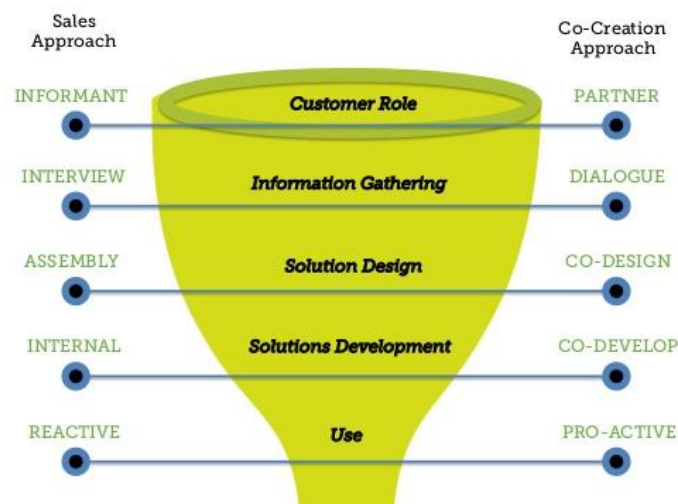 Sales
Approach
Co-Creation
Approach
INFORMANT
Customer Role
PARTNER
INTERVIEW
Information Gathering
DIALOGUE
ASSEMBLY
Solution Design
CO-DESIGN
INTERNAL
Solutions Development
CO-DEVELOP
REACTIVE
Use
PRO-ACTIVE